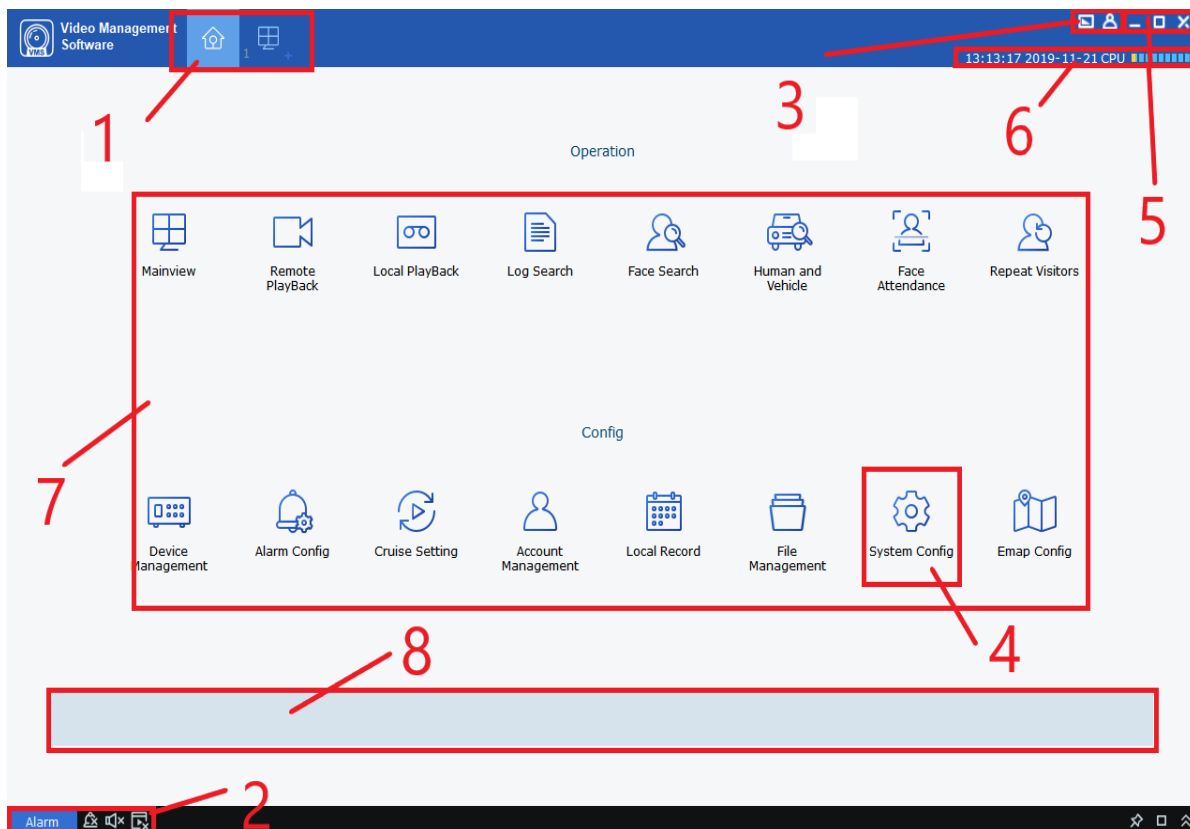 Video Management
Software
VMS
1
+
13:13:17 2019-11-21 CPU
1
3
6
5
Operation
Mainview
Remote
PlayBack
Local PlayBack
Log Search
Face Search
Human and
Vehicle
Face
Attendance
Repeat Visitors
Config
7
Device
Management
Alarm Config
Cruise Setting
Account
Management
Local Record
File
Management
System Config
Emap Config
4
8
2
Alarm